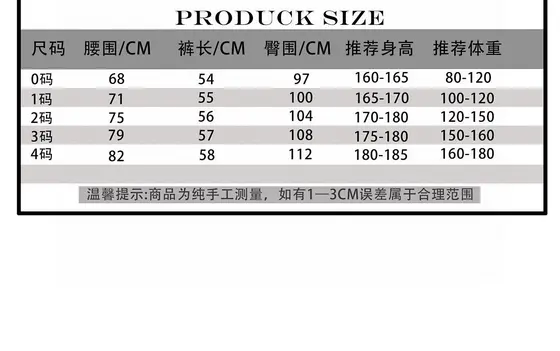 PRODUCK SIZE
尺码 腰围/CM 裤长/CM 臀围/CM 推荐身高 推荐体重
0码 68 54 97 160-165 80-120
1码 71 55 100 165-170 100-120
2码 75 56 104 170-180 120-150
3码 79 57 108 175-180 150-160
4码 82 58 112 180-185 160-180
温馨提示:商品为纯手工测量，如有1—3CM误差属于合理范围